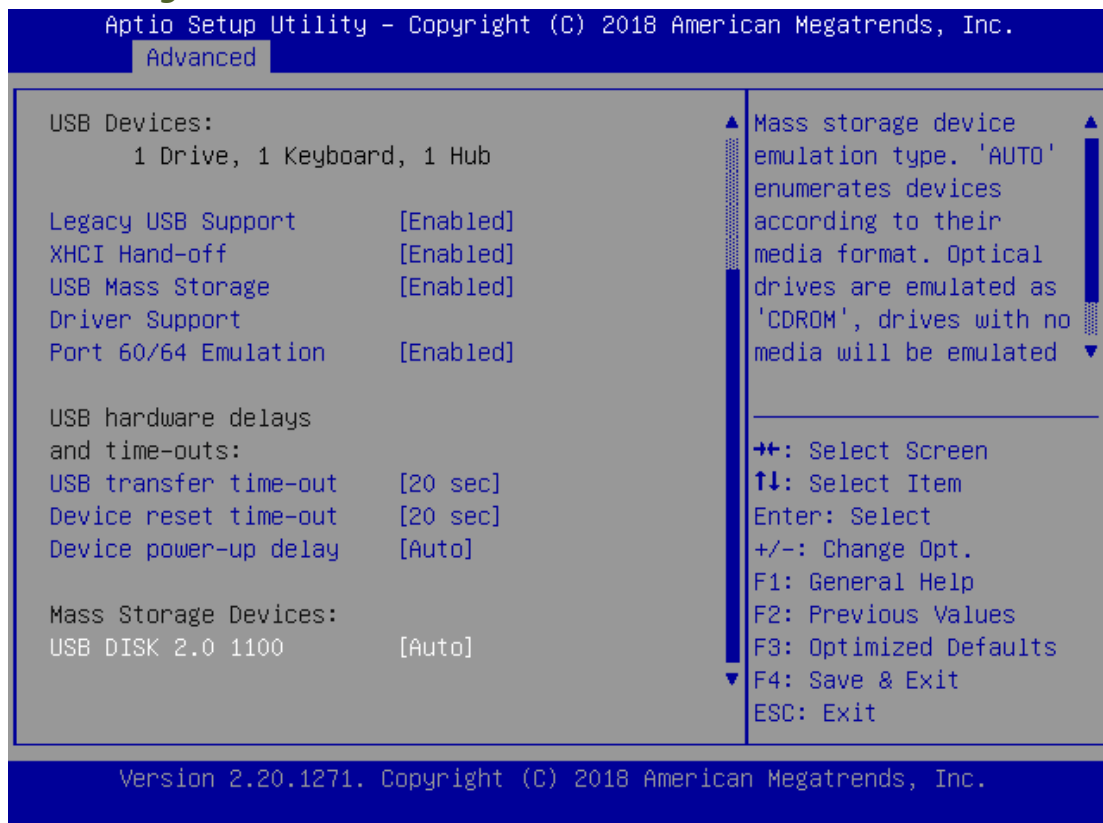 Aptio Setup Utility – Copyright (C) 2018 American Megatrends, Inc.
Advanced
USB Devices:
1 Drive, 1 Keyboard, 1 Hub
Legacy USB Support [Enabled]
XHCI Hand-off [Enabled]
USB Mass Storage [Enabled]
Driver Support
Port 60/64 Emulation [Enabled]
USB hardware delays
and time-outs:
USB transfer time-out [20 sec]
Device reset time-out [20 sec]
Device power-up delay [Auto]
Mass Storage Devices:
USB DISK 2.0 1100 [Auto]
Mass storage device
emulation type. 'AUTO'
enumerates devices
according to their
media format. Optical
drives are emulated as
'CDROM', drives with no
media will be emulated
→←: Select Screen
↑↓: Select Item
Enter: Select
+/-: Change Opt.
F1: General Help
F2: Previous Values
F3: Optimized Defaults
F4: Save & Exit
ESC: Exit
Version 2.20.1271. Copyright (C) 2018 American Megatrends, Inc.